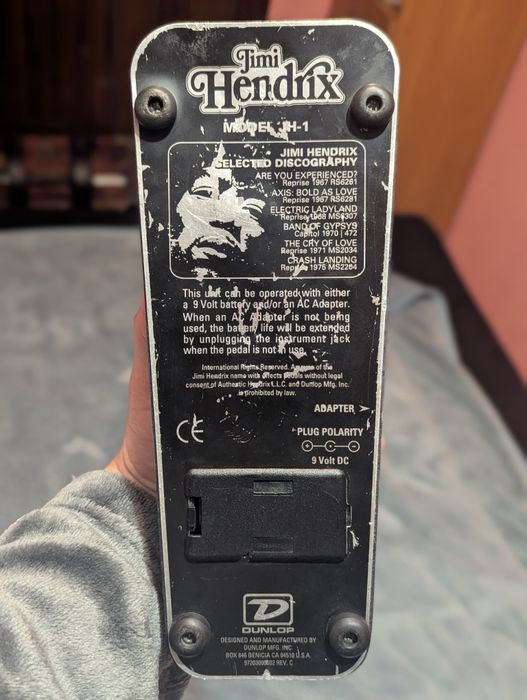 Jimi
Hendrix
MODEL JH-1
JIMI HENDRIX
SELECTED DISCOGRAPHY
ARE YOU EXPERIENCED?
Reprise 1967 RS6261
AXIS: BOLD AS LOVE
Reprise 1967 RS6281
ELECTRIC LADYLAND
Reprise 1968 MS6307
BAND OF GYPSYS
Capitol 1970 | 472
THE CRY OF LOVE
Reprise 1971 MS2034
CRASH LANDING
Reprise 1975 MS2204
This unit can be operated with either
a 9 Volt battery and/or an AC Adapter.
When an AC Adapter is not being
used, the battery life will be extended
by unplugging the instrument jack
when the pedal is not in use.
International Rights Reserved. Any use of the
Jimi Hendrix name with effects pedals without legal
consent of Authentic Hendrix L.L.C. and Dunlop Mfg. Inc.
is prohibited by law.
ADAPTER
CE
PLUG POLARITY
+ • −
9 Volt DC
D
DUNLOP
DESIGNED AND MANUFACTURED BY
DUNLOP MFG. INC.
BOX 846 BENICIA CA 94510 U.S.A.
97203000602 REV. C